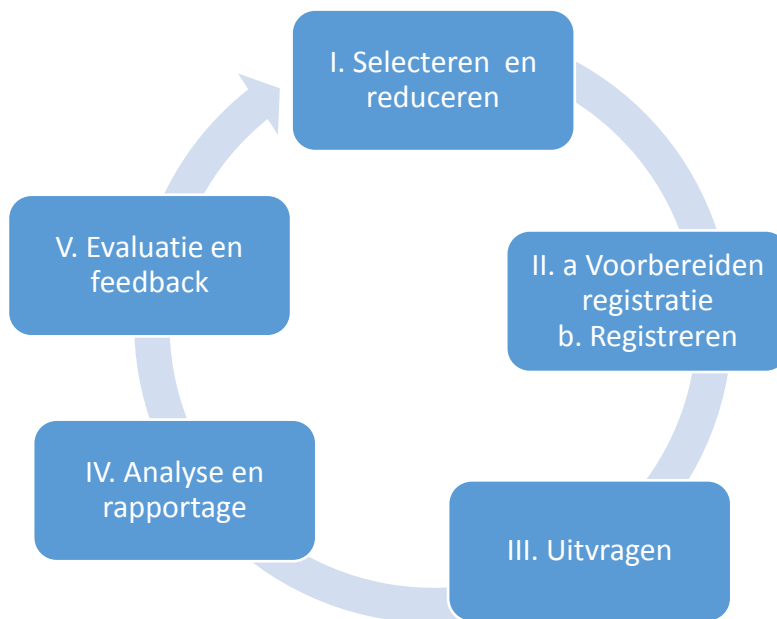 I. Selecteren en
reduceren
II. a Voorbereiden
registratie
b. Registreren
III. Uitvragen
IV. Analyse en
rapportage
V. Evaluatie en
feedback